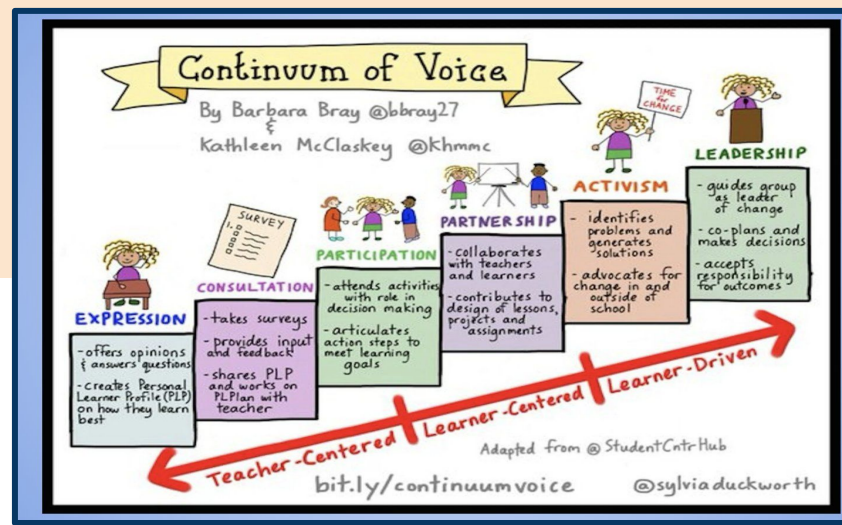 Continuum of Voice
By Barbara Bray @bbray27
&
Kathleen McClaskey @khmmc
EXPRESSION
- offers opinions
& answers questions
- creates Personal
Learner Profile (PLP)
on how they learn
best
SURVEY
1.
CONSULTATION
- takes surveys
- provides input
and feedback
- shares PLP
and works on
PLPlan with
teacher
PARTICIPATION
- attends activities
with role in
decision making
- articulates
action steps to
meet learning
goals
PARTNERSHIP
- collaborates
with teachers
and learners
- contributes to
design of lessons,
projects and
assignments
TIME
for
CHANGE
ACTIVISM
- identifies
problems and
generates
solutions
- advocates for
change in and
outside of
school
LEADERSHIP
- guides group
as leader
of change
- co-plans and
makes decisions
- accepts
responsibility
for outcomes
Teacher-Centered
Learner-Centered
Learner-Driven
Adapted from @StudentCntrHub
bit.ly/continuumvoice
@sylviaduckworth